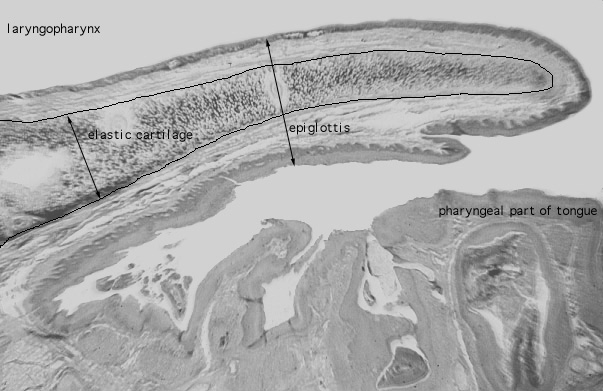 laryngopharynx
elastic cartilage
epiglottis
pharyngeal part of tongue